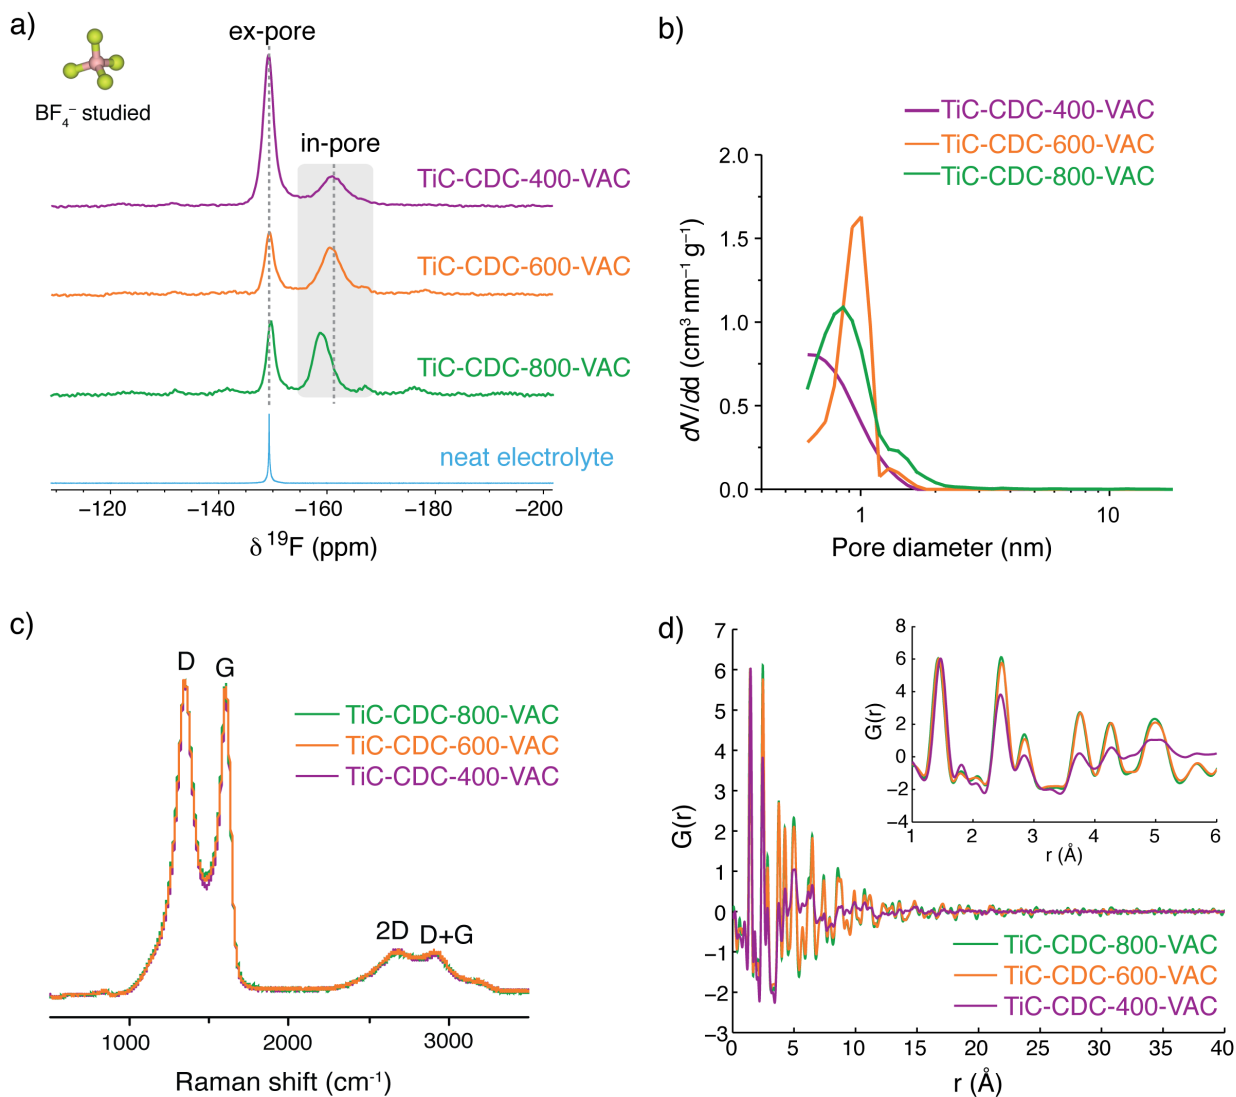 a)
ex-pore
BF₄⁻ studied
in-pore
TiC-CDC-400-VAC
TiC-CDC-600-VAC
TiC-CDC-800-VAC
neat electrolyte
−120 −140 −160 −180 −200
δ ¹⁹F (ppm)
b)
TiC-CDC-400-VAC
TiC-CDC-600-VAC
TiC-CDC-800-VAC
2.0
1.5
1.0
0.5
0.0
dV/dd (cm³ nm⁻¹ g⁻¹)
1 10
Pore diameter (nm)
c)
D
G
TiC-CDC-800-VAC
TiC-CDC-600-VAC
TiC-CDC-400-VAC
2D D+G
1000 2000 3000
Raman shift (cm⁻¹)
d)
7
6
5
4
3
2
1
0
−1
−2
−3
G(r)
8
6
4
2
0
−2
−4
G(r)
1 2 3 4 5 6
r (Å)
TiC-CDC-800-VAC
TiC-CDC-600-VAC
TiC-CDC-400-VAC
0 5 10 15 20 25 30 35 40
r (Å)